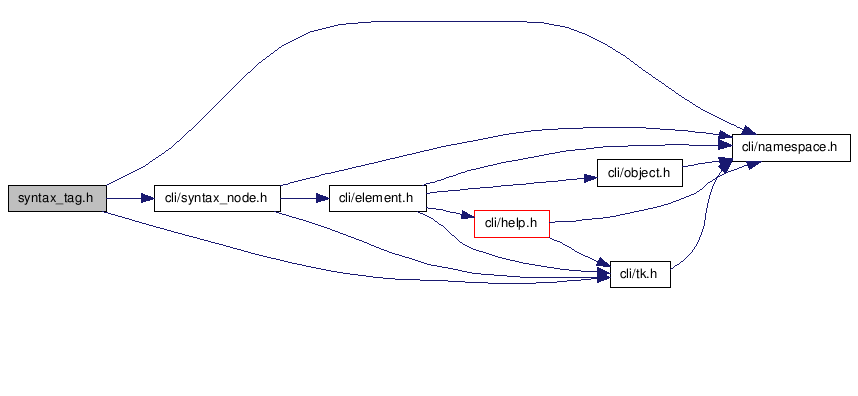 cli/namespace.h
cli/object.h
syntax_tag.h
cli/syntax_node.h
cli/element.h
cli/help.h
cli/tk.h